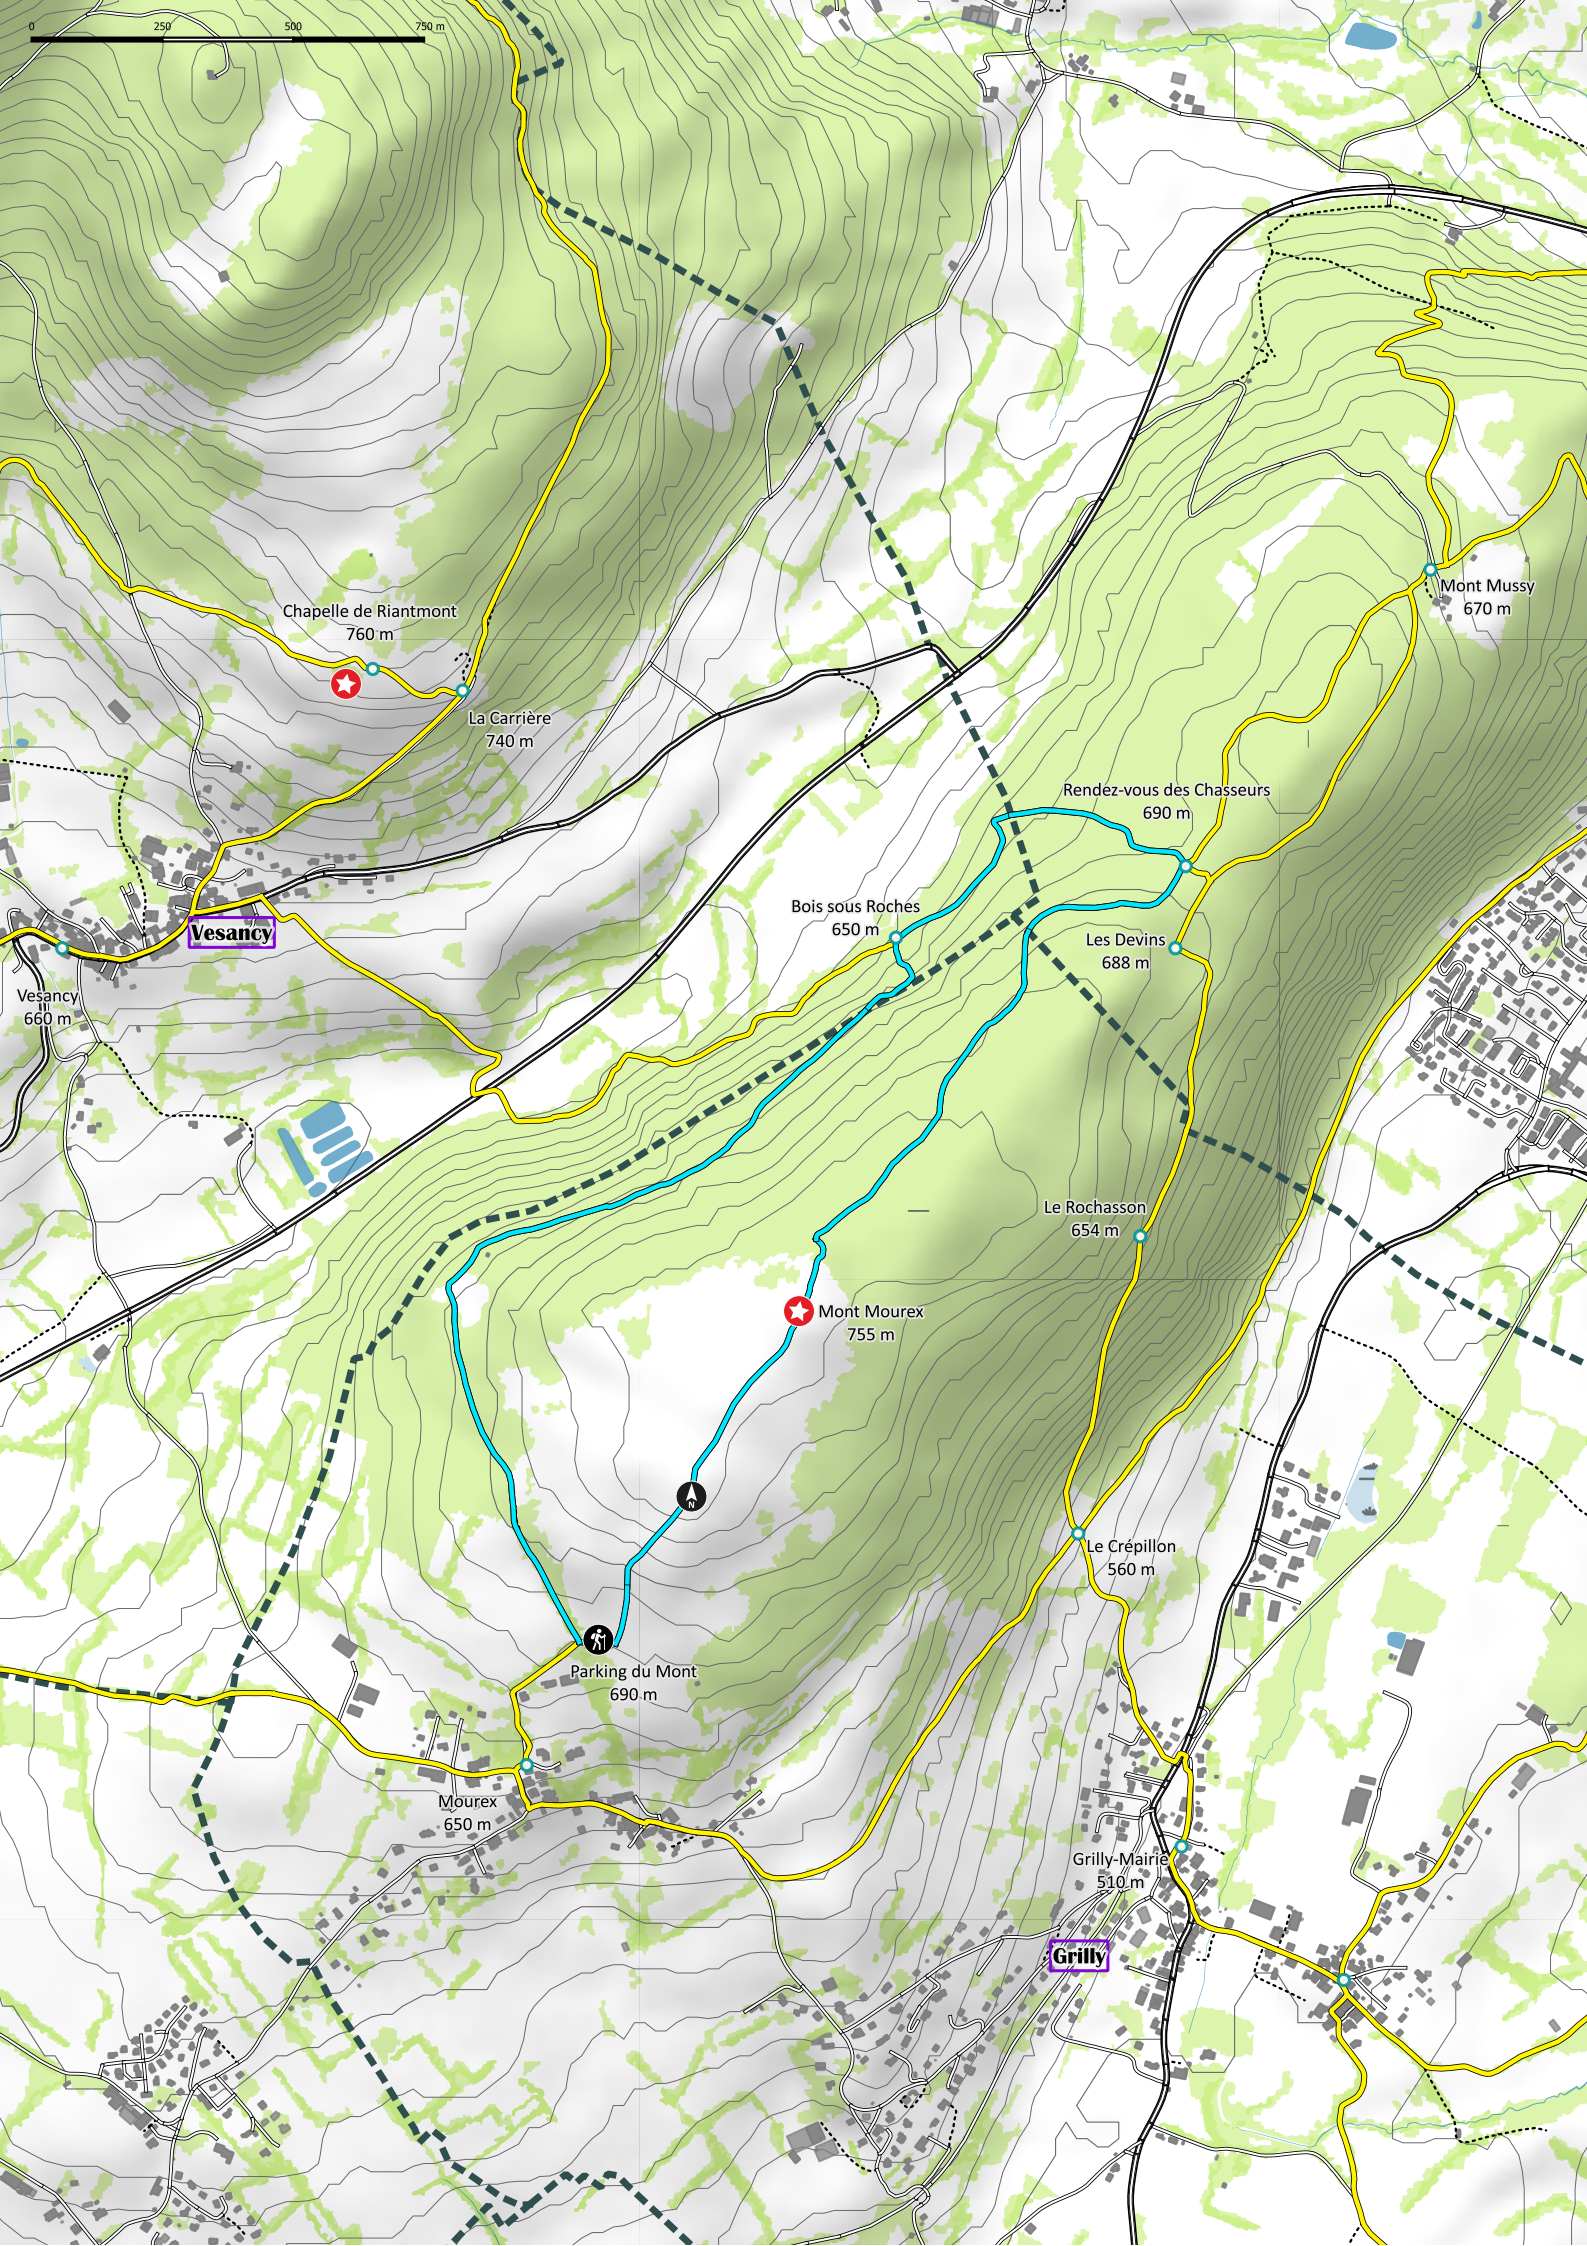 0 250 500 750 m
Chapelle de Riantmont
760 m
Mont Mussy
670 m
La Carrière
740 m
Rendez-vous des Chasseurs
690 m
Bois sous Roches
650 m
Vesancy
Les Devins
688 m
Vesancy
660 m
Le Rochasson
654 m
Mont Mourex
755 m
N
Le Crépillon
560 m
Parking du Mont
690 m
Mourex
650 m
Grilly-Mairie
510 m
Grilly